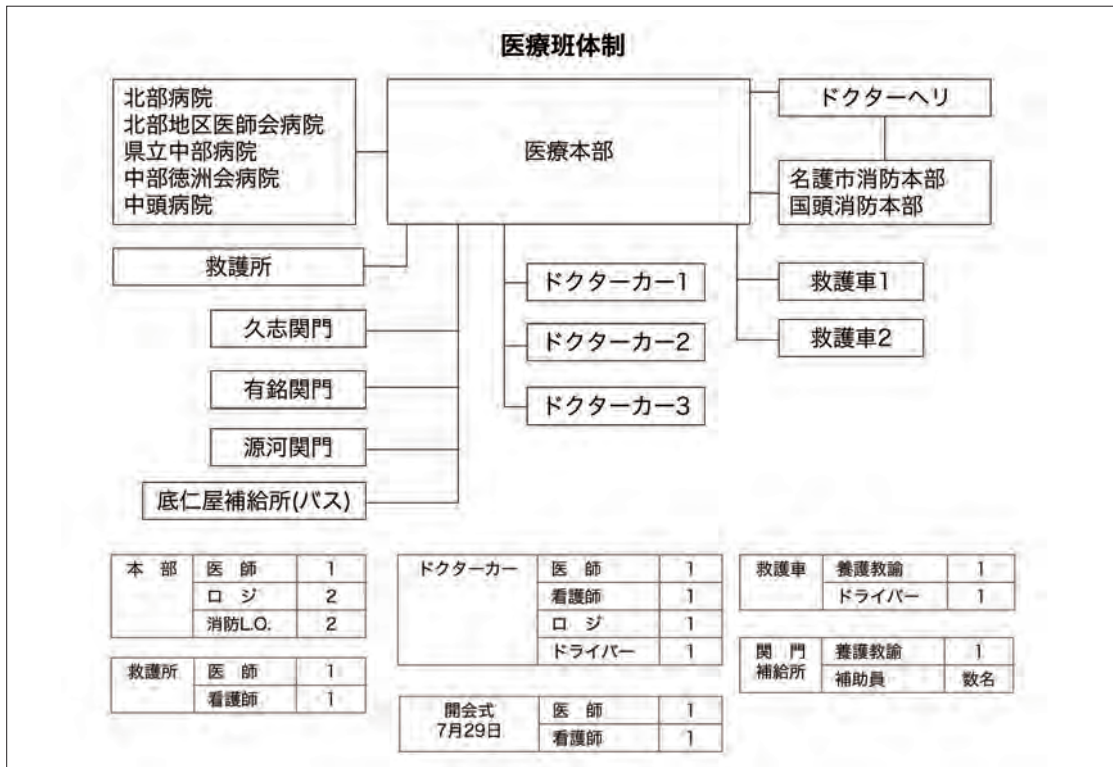 医療班体制
北部病院
北部地区医師会病院
県立中部病院
中部徳洲会病院
中頭病院
医療本部
ドクターヘリ
名護市消防本部
国頭消防本部
救護所
久志関門
有銘関門
源河関門
底仁屋補給所(バス)
ドクターカー1
ドクターカー2
ドクターカー3
救護車1
救護車2
本 部 医 師 1
ロ ジ 2
消防L.O. 2
救護所 医 師 1
看護師 1
ドクターカー 医 師 1
看護師 1
ロ ジ 1
ドライバー 1
開会式
7月29日
医 師 1
看護師 1
救護車 養護教諭 1
ドライバー 1
関 門
補給所
養護教諭 1
補助員 数名